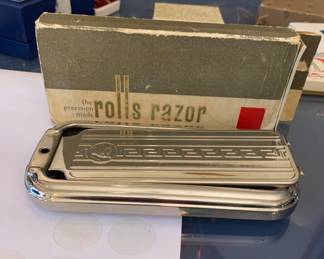 the
precision
made
rolls razor